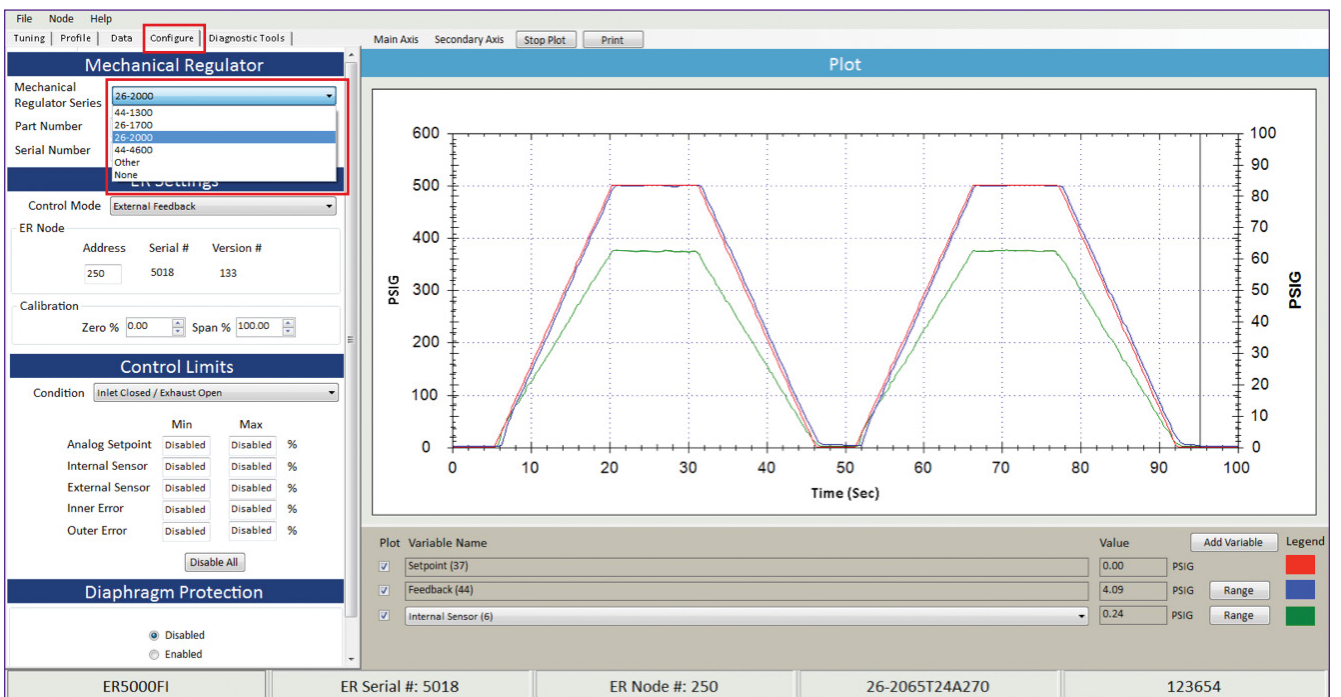 File Node Help
Tuning Profile Data Configure Diagnostic Tools
Main Axis Secondary Axis Stop Plot Print
Mechanical Regulator
Mechanical
Regulator Series
26-2000
44-1300
26-1700
26-2000
44-4600
Other
None
Part Number
Serial Number
ER Settings
Control Mode External Feedback
ER Node
Address Serial # Version #
250 5018 133
Calibration
Zero % 0.00 Span % 100.00
Control Limits
Condition Inlet Closed / Exhaust Open
Min Max
Analog Setpoint Disabled Disabled %
Internal Sensor Disabled Disabled %
External Sensor Disabled Disabled %
Inner Error Disabled Disabled %
Outer Error Disabled Disabled %
Disable All
Diaphragm Protection
Disabled
Enabled
Plot
600
500
400
300
200
100
0
PSIG
100
90
80
70
60
50
40
30
20
10
0
PSIG
0 10 20 30 40 50 60 70 80 90 100
Time (Sec)
Plot Variable Name Value Add Variable Legend
Setpoint (37) 0.00 PSIG
Feedback (44) 4.09 PSIG Range
Internal Sensor (6) 0.24 PSIG Range
ER5000FI ER Serial #: 5018 ER Node #: 250 26-2065T24A270 123654